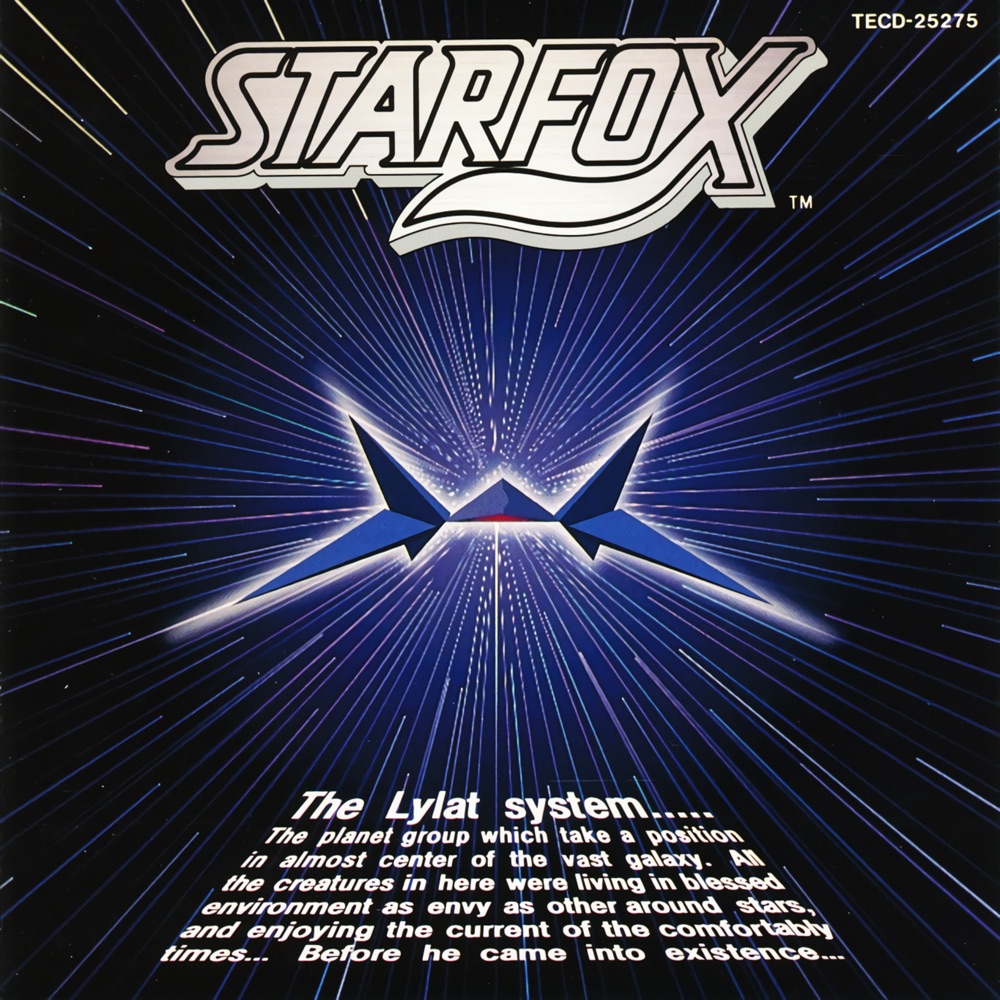 TECD-25275
STARFOX
TM
The Lylat system.....
The planet group which take a position
in almost center of the vast galaxy. All
the creatures in here were living in blessed
environment as envy as other around stars,
and enjoying the current of the comfortably
times... Before he came into existence...